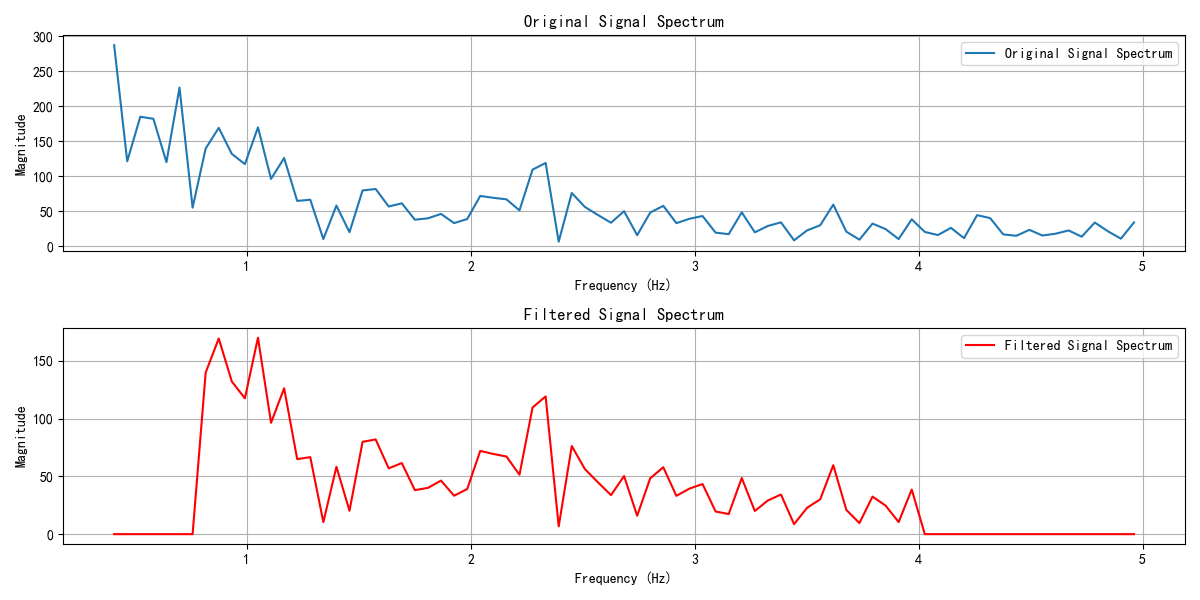 Original Signal Spectrum
300
250
200
150
100
50
0
Magnitude
Original Signal Spectrum
1 2 3 4 5
Frequency (Hz)
Filtered Signal Spectrum
150
100
50
0
Magnitude
Filtered Signal Spectrum
1 2 3 4 5
Frequency (Hz)